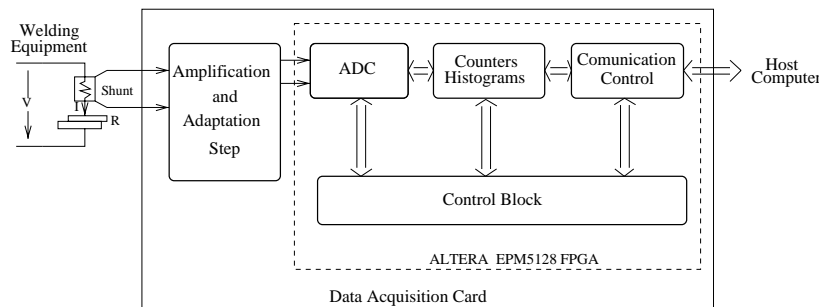 Welding
Equipment
V
Shunt
I
R
Amplification
and
Adaptation
Step
ADC
Counters
Histograms
Comunication
Control
Host
Computer
Control Block
ALTERA EPM5128 FPGA
Data Acquisition Card